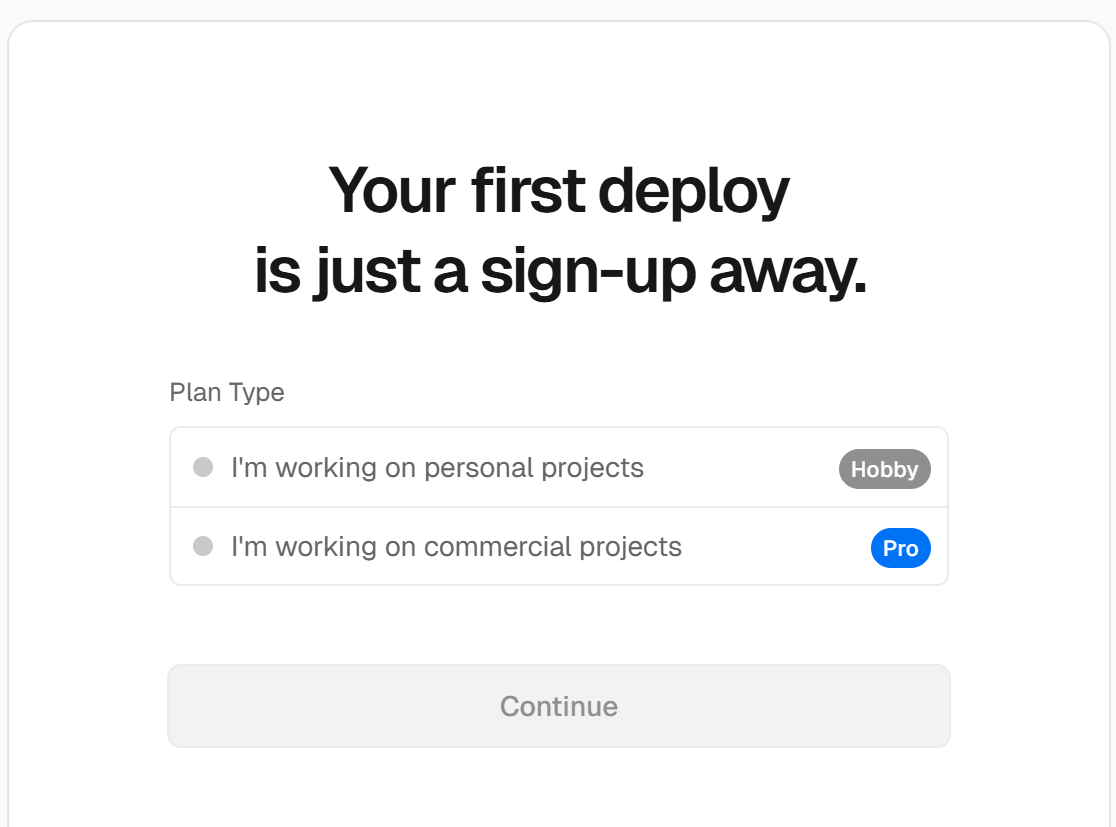 Your first deploy
is just a sign-up away.
Plan Type
I'm working on personal projects Hobby
I'm working on commercial projects Pro
Continue